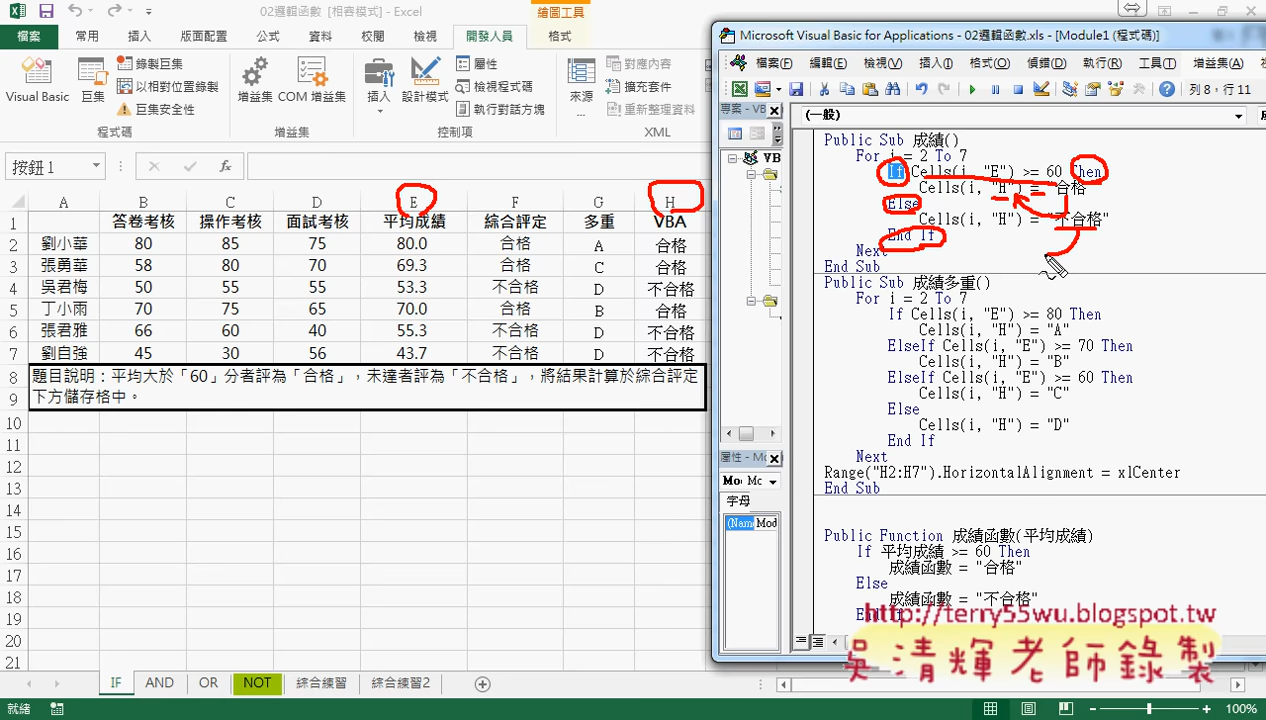 02邏輯函數 [相容模式] - Excel
繪圖工具
檔案 常用 插入 版面配置 公式 資料 校閱 檢視 開發人員 格式
Visual Basic 巨集 錄製巨集 以相對位置錄製 巨集安全性
增益集 COM 增益集 插入 設計模式 屬性 檢視程式碼 執行對話方塊
來源 對應內容 擴充套件 重新整理資料
程式碼 增益集 控制項 XML
按鈕 1 fx
A B C D E F G H
1 答卷考核 操作考核 面試考核 平均成績 綜合評定 多重 VBA
2 劉小華 80 85 75 80.0 合格 A 合格
3 張勇華 58 80 70 69.3 合格 C 合格
4 吳君梅 50 55 55 53.3 不合格 D 不合格
5 丁小雨 70 75 65 70.0 合格 B 合格
6 張君雅 66 60 40 55.3 不合格 D 不合格
7 劉自強 45 30 56 43.7 不合格 D 不合格
8 題目說明：平均大於「60」分者評為「合格」，未達者評為「不合格」，將結果計算於綜合評定
9 下方儲存格中。
10
11
12
13
14
15
16
17
18
19
20
21
IF AND OR NOT 綜合練習 綜合練習2
就緒 100%
Microsoft Visual Basic for Applications - 02邏輯函數.xls - [Module1 (程式碼)]
檔案(F) 編輯(E) 檢視(V) 插入(I) 格式(O) 偵錯(D) 執行(R) 工具(T) 增益集(A)
列 8，行 11
專案 - VB
(一般)
VB
Public Sub 成績()
For i = 2 To 7
If Cells(i, "E") >= 60 Then
Cells(i, "H") = "合格
Else
Cells(i, "H") = "不合格"
End If
Next
End Sub
Public Sub 成績多重()
For i = 2 To 7
If Cells(i, "E") >= 80 Then
Cells(i, "H") = "A"
ElseIf Cells(i, "E") >= 70 Then
Cells(i, "H") = "B"
ElseIf Cells(i, "E") >= 60 Then
Cells(i, "H") = "C"
Else
Cells(i, "H") = "D"
End If
Next
Range("H2:H7").HorizontalAlignment = xlCenter
End Sub
Public Function 成績函數(平均成績)
If 平均成績 >= 60 Then
成績函數 = "合格"
Else
成績函數 = "不合格"
End If
屬性 - Mo
Mo Mc
字母
(Nam Mod
http://terry55wu.blogspot.tw
吳清輝老師錄製